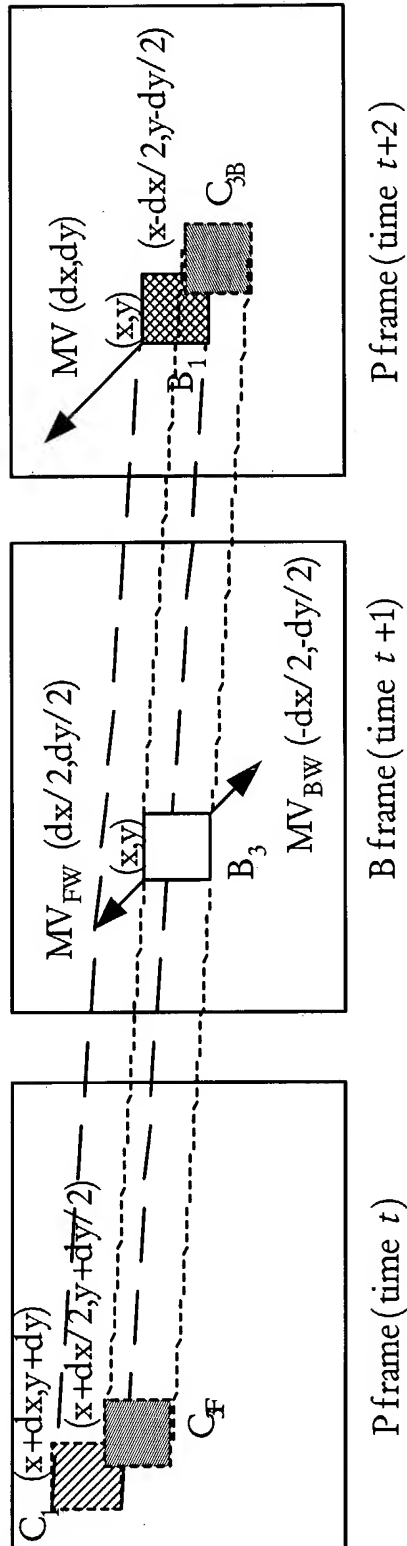 C1
(x+dx,y+dy)
(x+dx/2,y+dy/2)
P frame (time t)
MVFW (dx/2,dy/2)
(x,y)
B3
MVBW (-dx/2,-dy/2)
B frame (time t+1)
MV (dx,dy)
(x,y)
(x-dx/2,y-dy/2)
B1
C3B
P frame (time t+2)